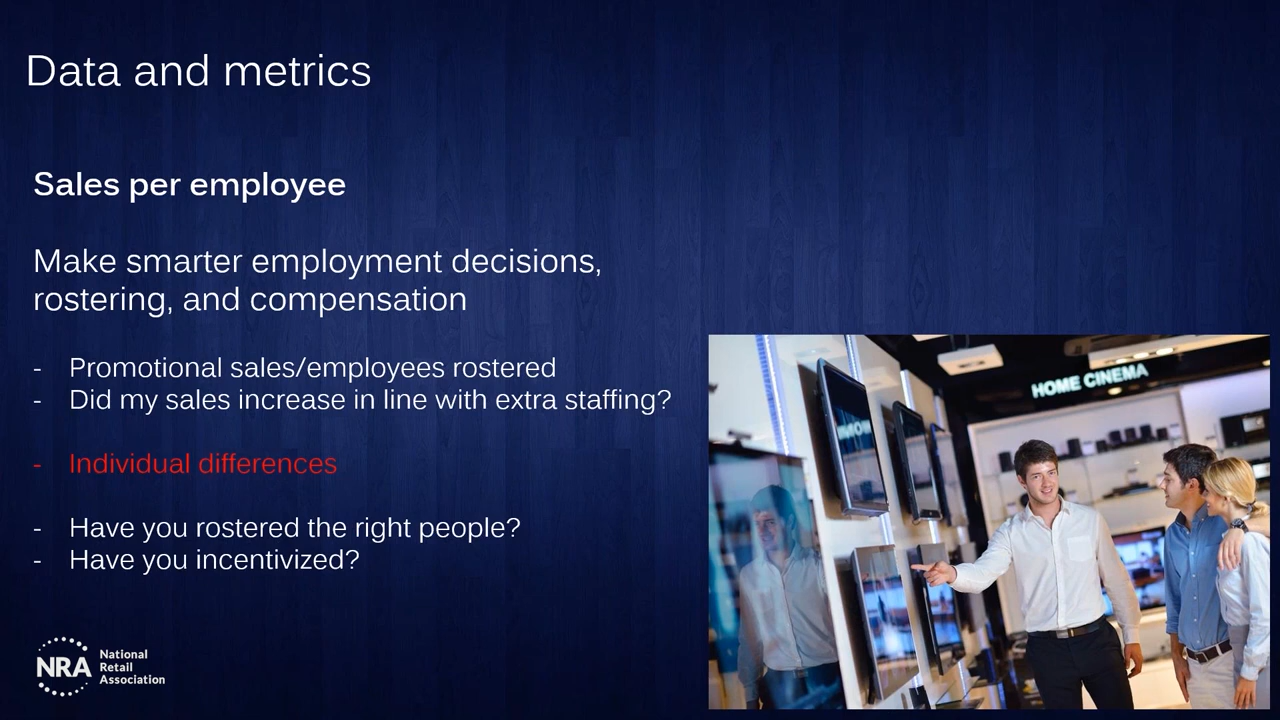 Data and metrics
Sales per employee
Make smarter employment decisions,
rostering, and compensation
- Promotional sales/employees rostered
- Did my sales increase in line with extra staffing?
- Individual differences
- Have you rostered the right people?
- Have you incentivized?
HOME CINEMA
NRA
National
Retail
Association